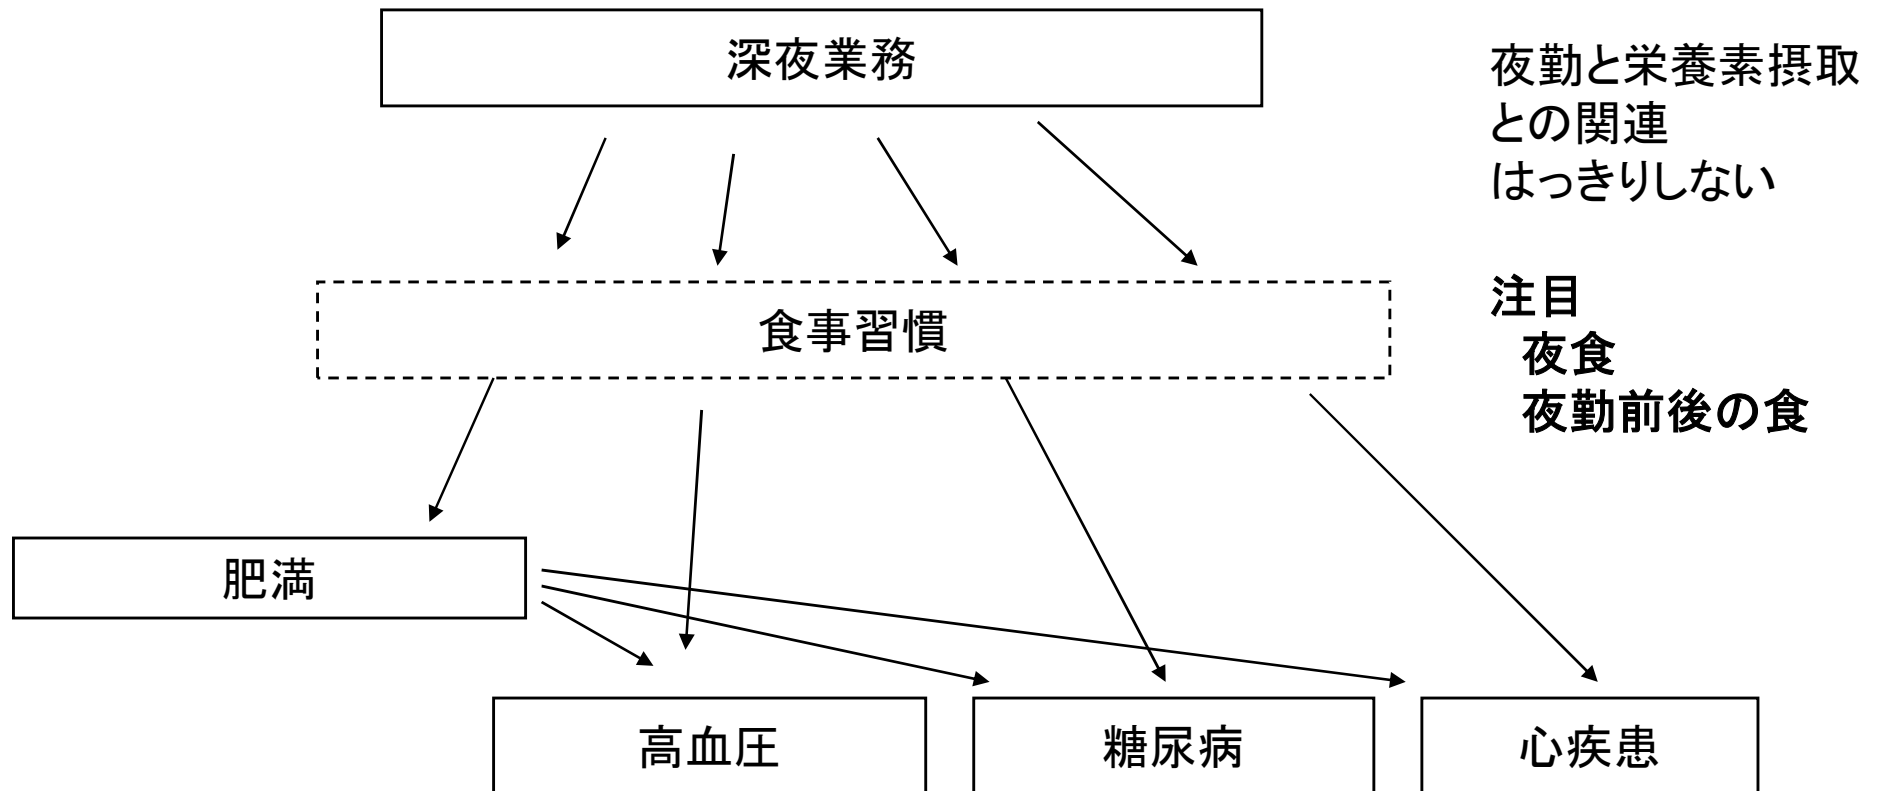 深夜業務
夜勤と栄養素摂取
との関連
はっきりしない
食事習慣
注目
夜食
夜勤前後の食
肥満
高血圧
糖尿病
心疾患